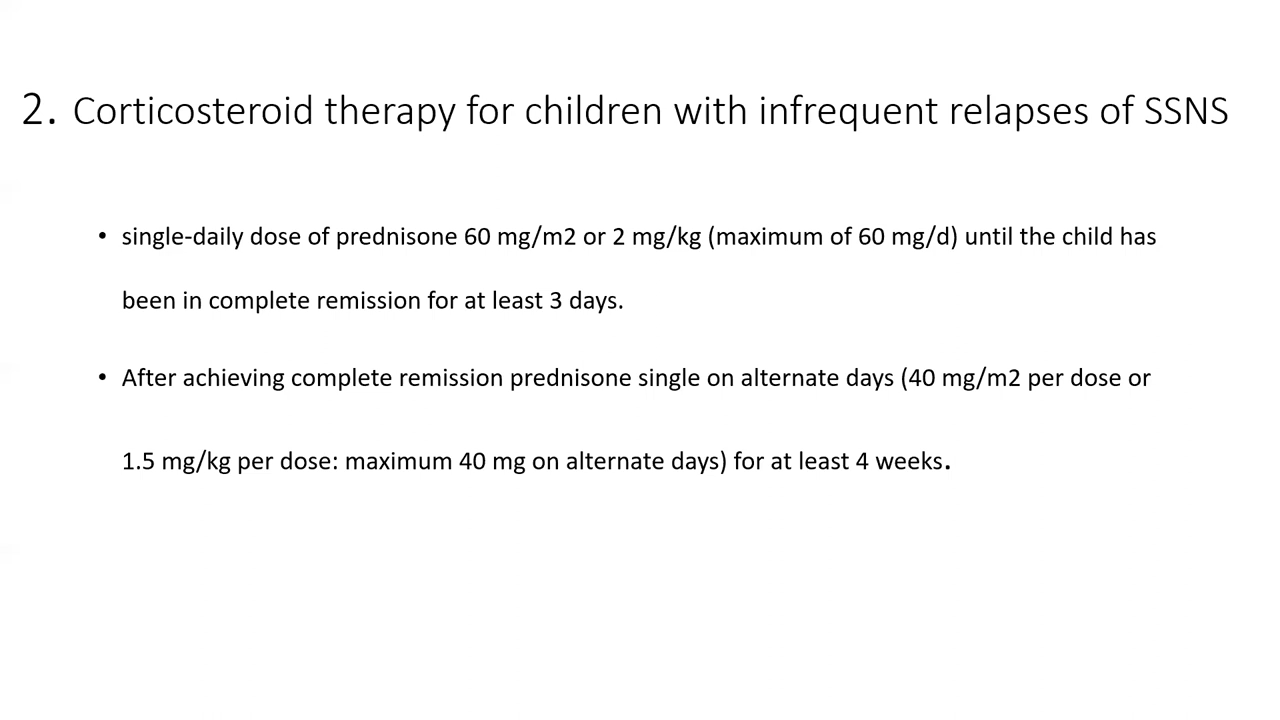 2. Corticosteroid therapy for children with infrequent relapses of SSNS
• single-daily dose of prednisone 60 mg/m2 or 2 mg/kg (maximum of 60 mg/d) until the child has
been in complete remission for at least 3 days.
• After achieving complete remission prednisone single on alternate days (40 mg/m2 per dose or
1.5 mg/kg per dose: maximum 40 mg on alternate days) for at least 4 weeks.